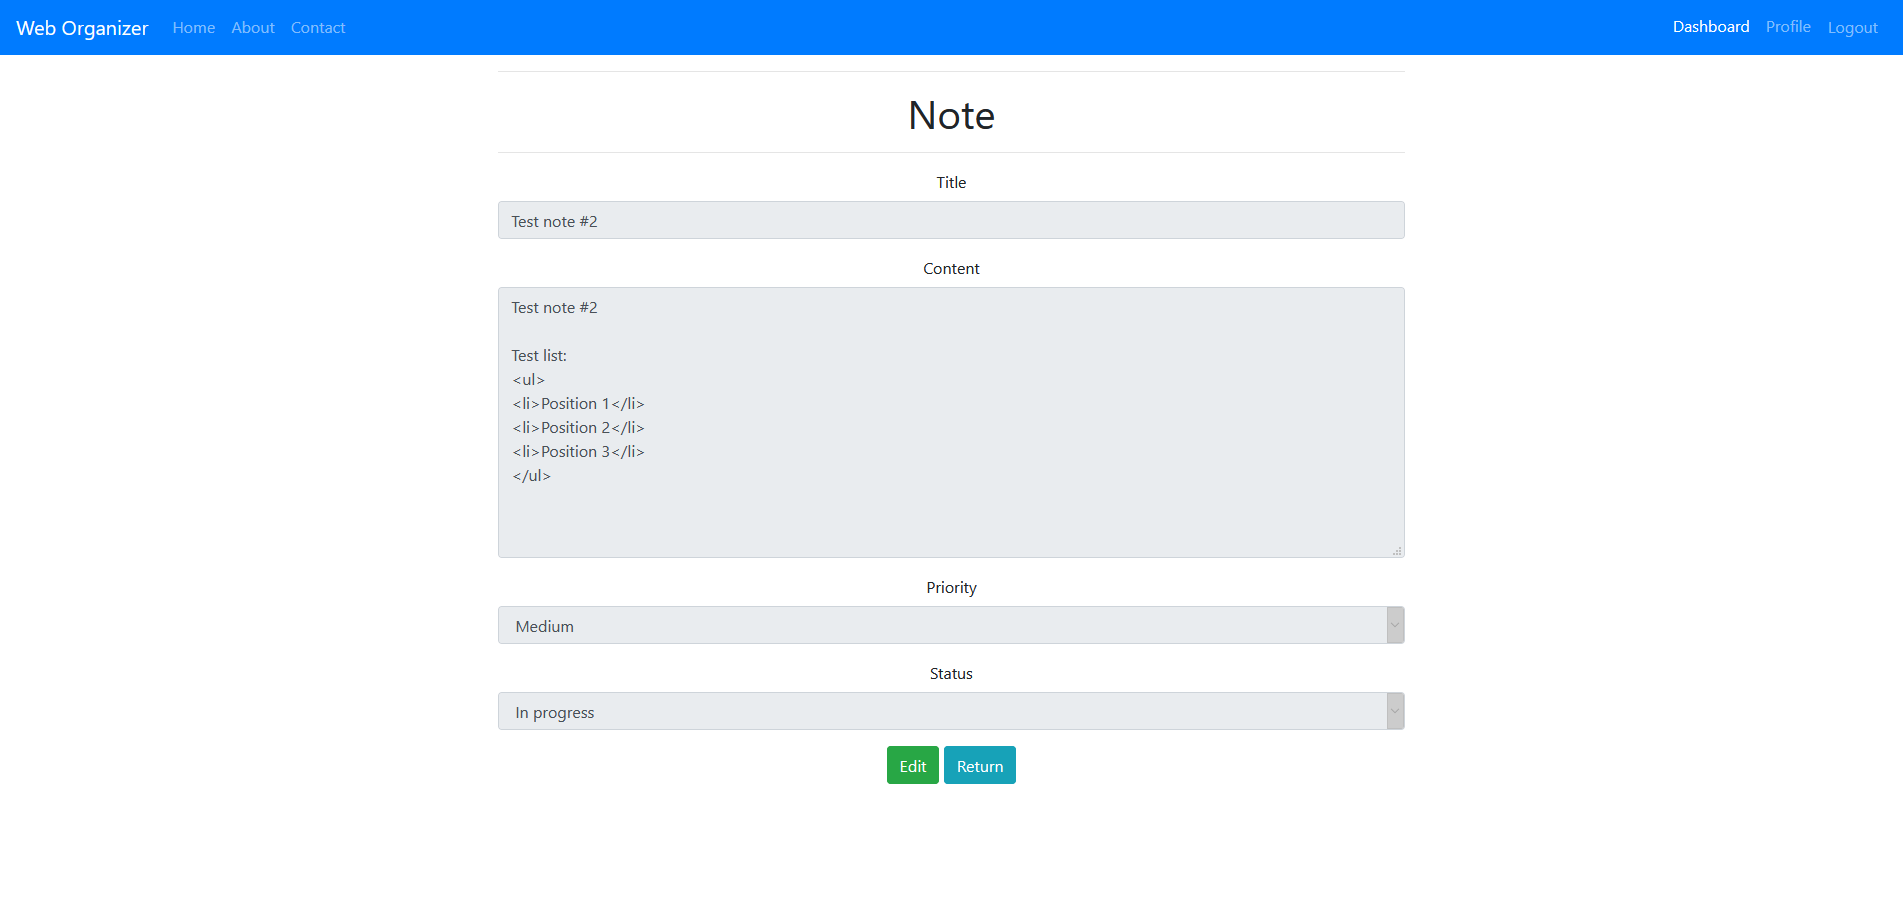 Web Organizer Home About Contact Dashboard Profile Logout
Note
Title
Test note #2
Content
Test note #2
Test list:
<ul>
<li>Position 1</li>
<li>Position 2</li>
<li>Position 3</li>
</ul>
Priority
Medium
Status
In progress
Edit Return